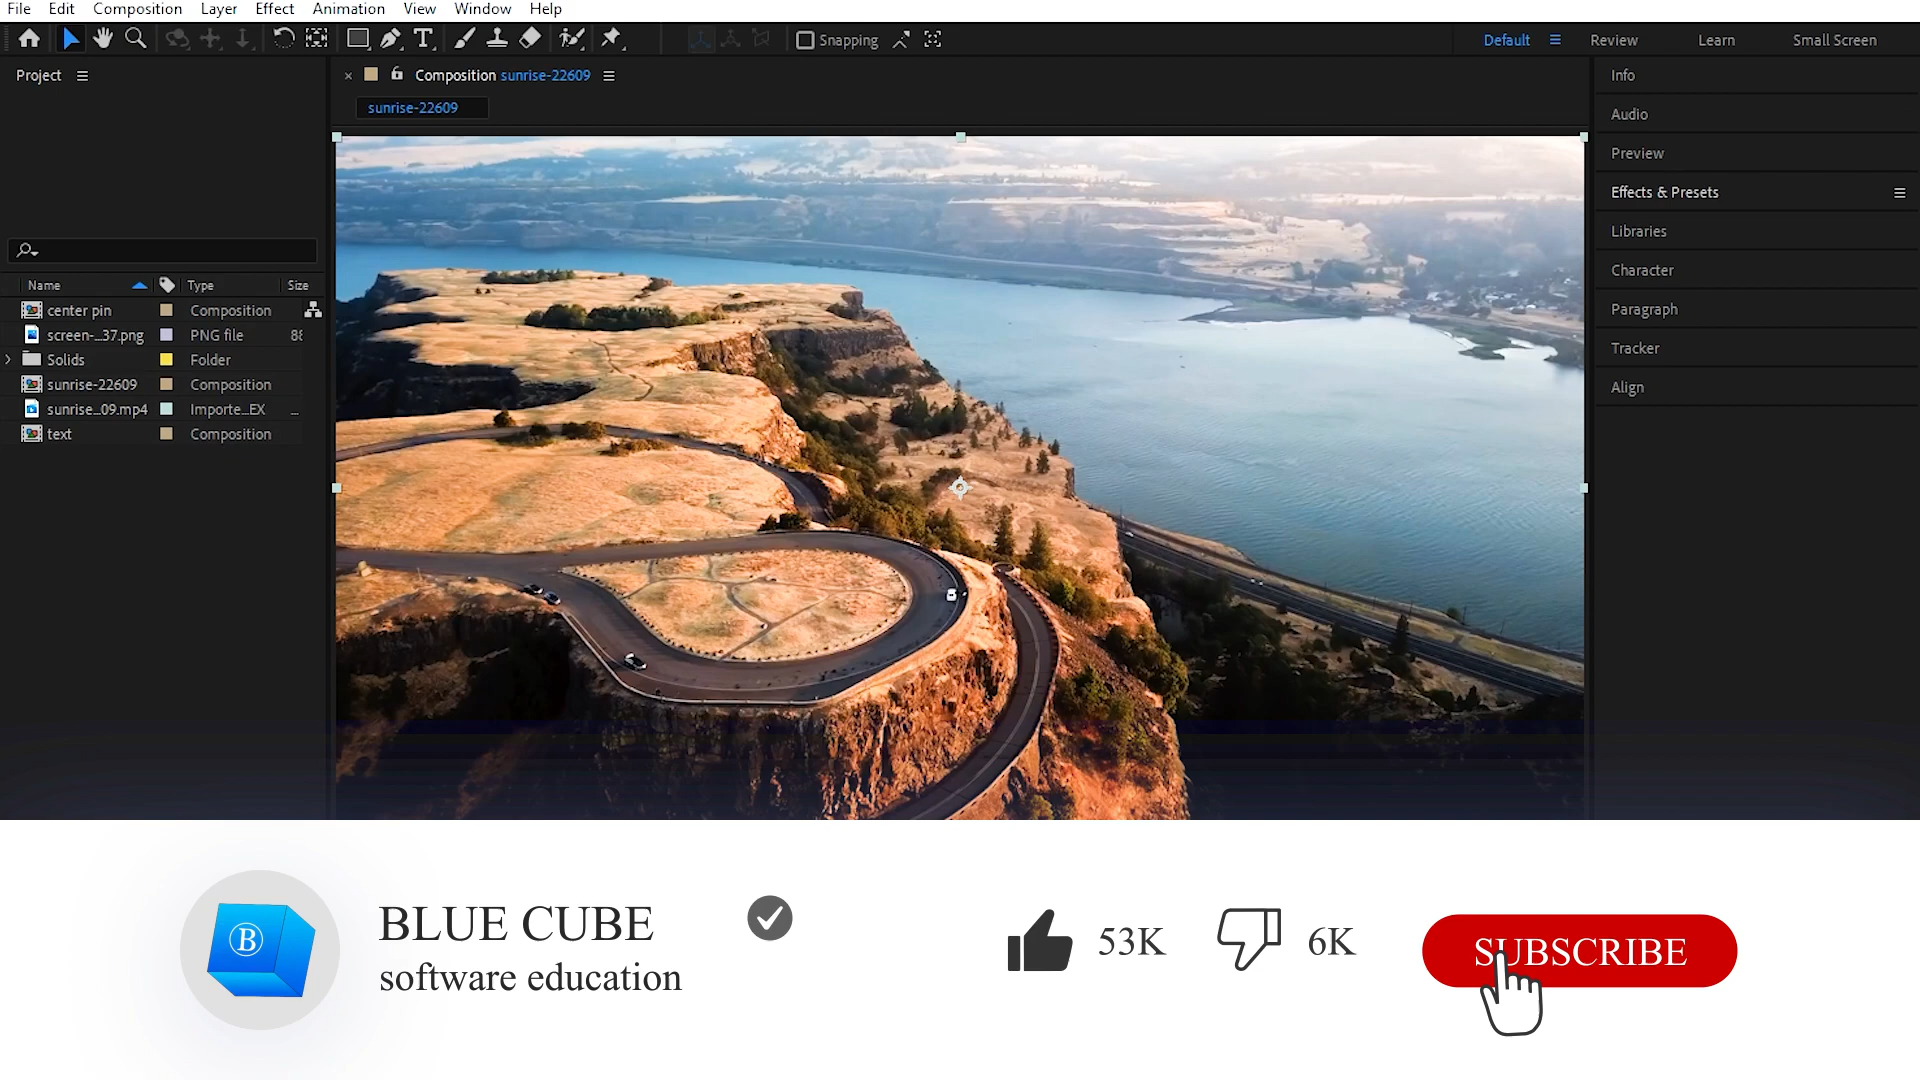 File Edit Composition Layer Effect Animation View Window Help
Snapping Default Review Learn Small Screen
Project
Composition sunrise-22609
sunrise-22609
Info
Audio
Preview
Effects & Presets
Libraries
Character
Paragraph
Tracker
Align
Name Type Size
center pin Composition
screen-...37.png PNG file 88
Solids Folder
sunrise-22609 Composition
sunrise...09.mp4 Importe...EX ...
text Composition
B
BLUE CUBE
software education
53K 6K SUBSCRIBE